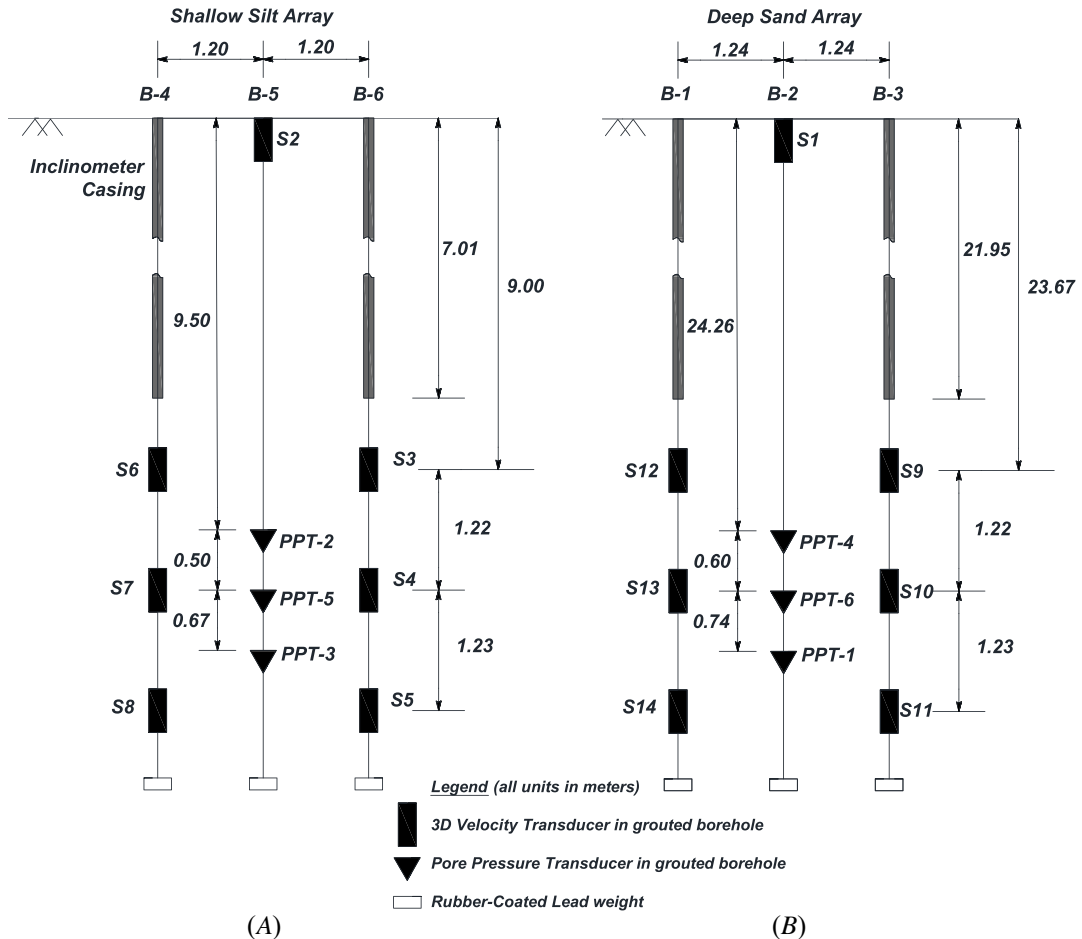 Shallow Silt Array
1.20
1.20
B-4
B-5
B-6
S2
Inclinometer
Casing
7.01
9.00
9.50
S6
S3
PPT-2
1.22
0.50
S7
S4
PPT-5
0.67
1.23
PPT-3
S8
S5
Deep Sand Array
1.24
1.24
B-1
B-2
B-3
S1
21.95
23.67
24.26
S12
S9
PPT-4
1.22
0.60
S13
S10
PPT-6
0.74
1.23
PPT-1
S14
S11
Legend (all units in meters)
3D Velocity Transducer in grouted borehole
Pore Pressure Transducer in grouted borehole
Rubber-Coated Lead weight
(A)
(B)